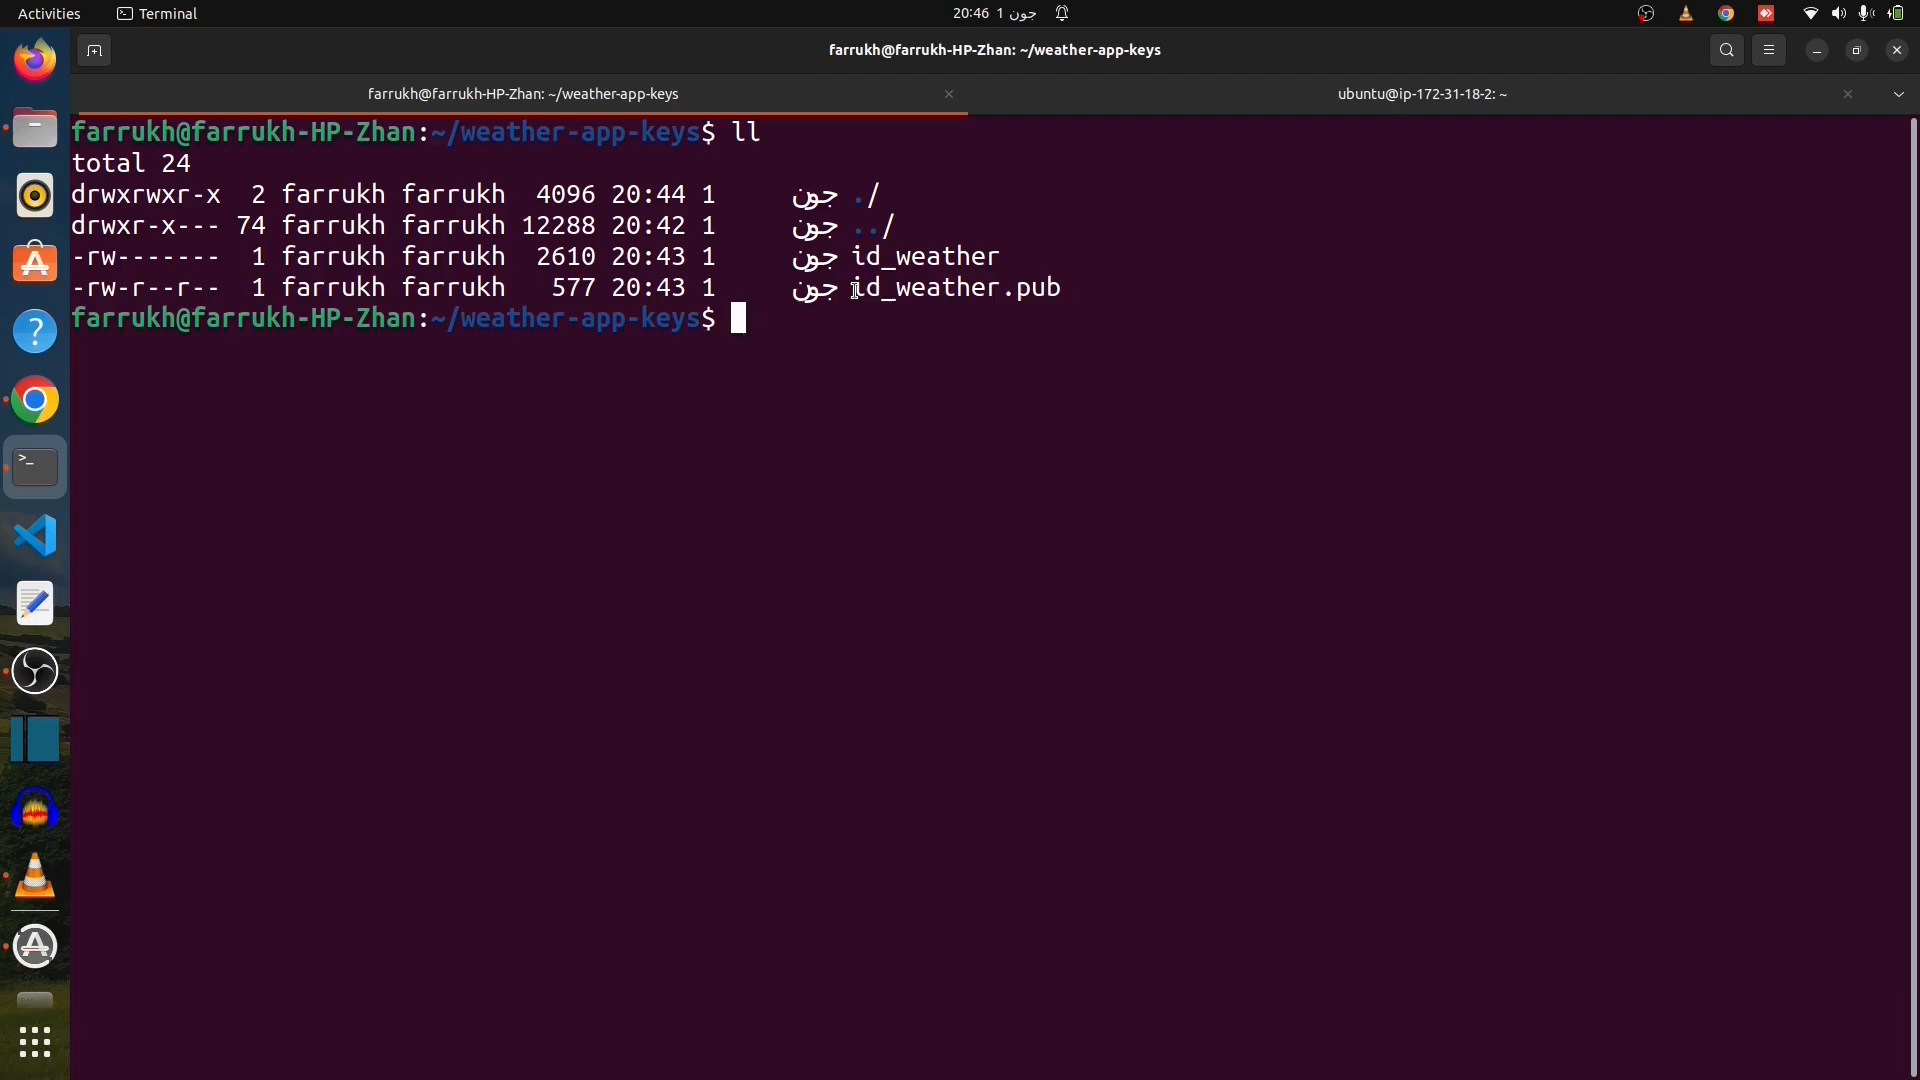 Activities Terminal 20:46 1 جون
farrukh@farrukh-HP-Zhan: ~/weather-app-keys
farrukh@farrukh-HP-Zhan: ~/weather-app-keys ubuntu@ip-172-31-18-2: ~
farrukh@farrukh-HP-Zhan:~/weather-app-keys$ ll
total 24
drwxrwxr-x  2 farrukh farrukh  4096 20:44 1     جون ./
drwxr-x--- 74 farrukh farrukh 12288 20:42 1     جون ../
-rw-------  1 farrukh farrukh  2610 20:43 1     جون id_weather
-rw-r--r--  1 farrukh farrukh   577 20:43 1     جون id_weather.pub
farrukh@farrukh-HP-Zhan:~/weather-app-keys$